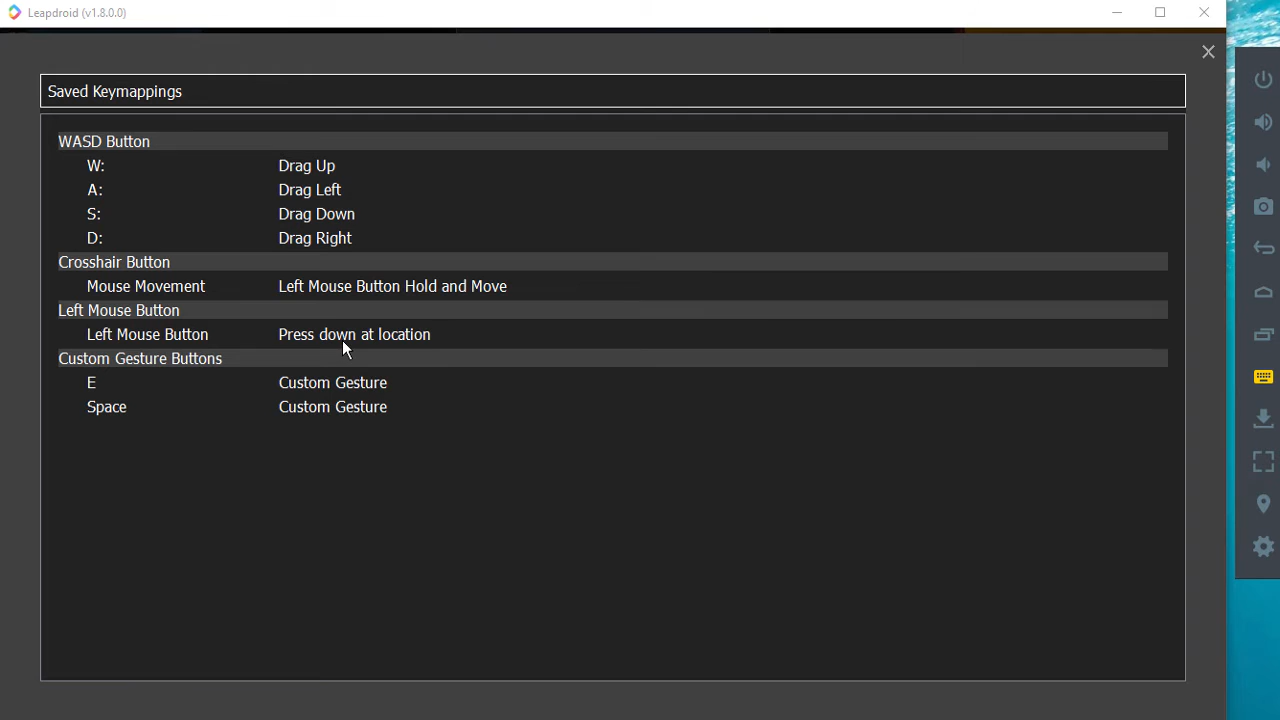 Leapdroid (v1.8.0.0)
Saved Keymappings
WASD Button
W: Drag Up
A: Drag Left
S: Drag Down
D: Drag Right
Crosshair Button
Mouse Movement Left Mouse Button Hold and Move
Left Mouse Button
Left Mouse Button Press down at location
Custom Gesture Buttons
E Custom Gesture
Space Custom Gesture